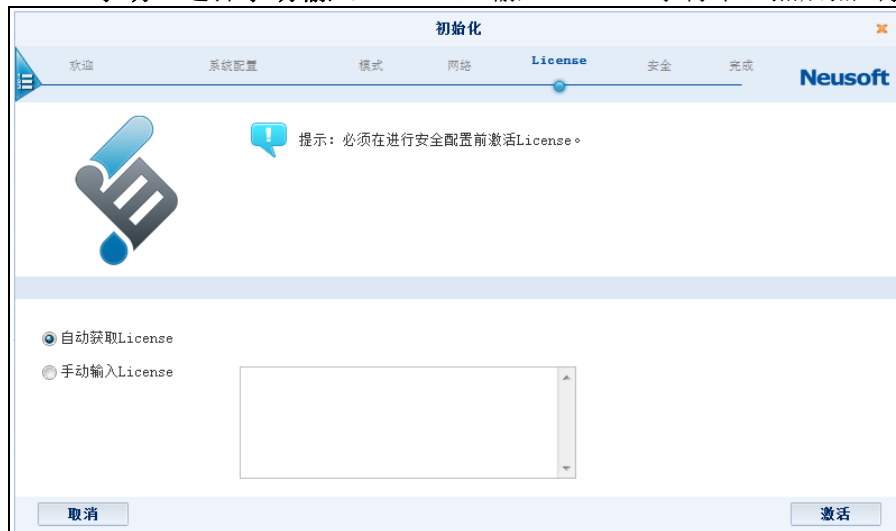 初始化
欢迎
系统配置
模式
网络
License
安全
完成
Neusoft
提示：必须在进行安全配置前激活License。
自动获取License
手动输入License
取消
激活